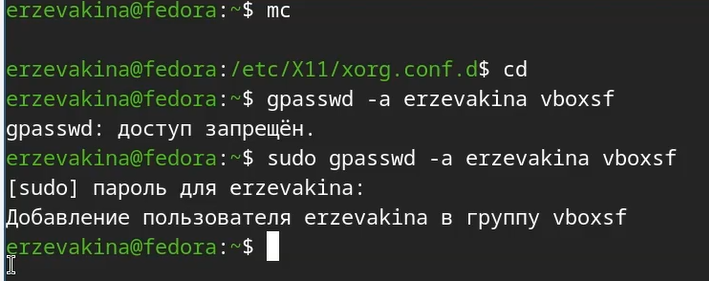 erzevakina@fedora:~$ mc
erzevakina@fedora:/etc/X11/xorg.conf.d$ cd
erzevakina@fedora:~$ gpasswd -a erzevakina vboxsf
gpasswd: доступ запрещён.
erzevakina@fedora:~$ sudo gpasswd -a erzevakina vboxsf
[sudo] пароль для erzevakina:
Добавление пользователя erzevakina в группу vboxsf
erzevakina@fedora:~$